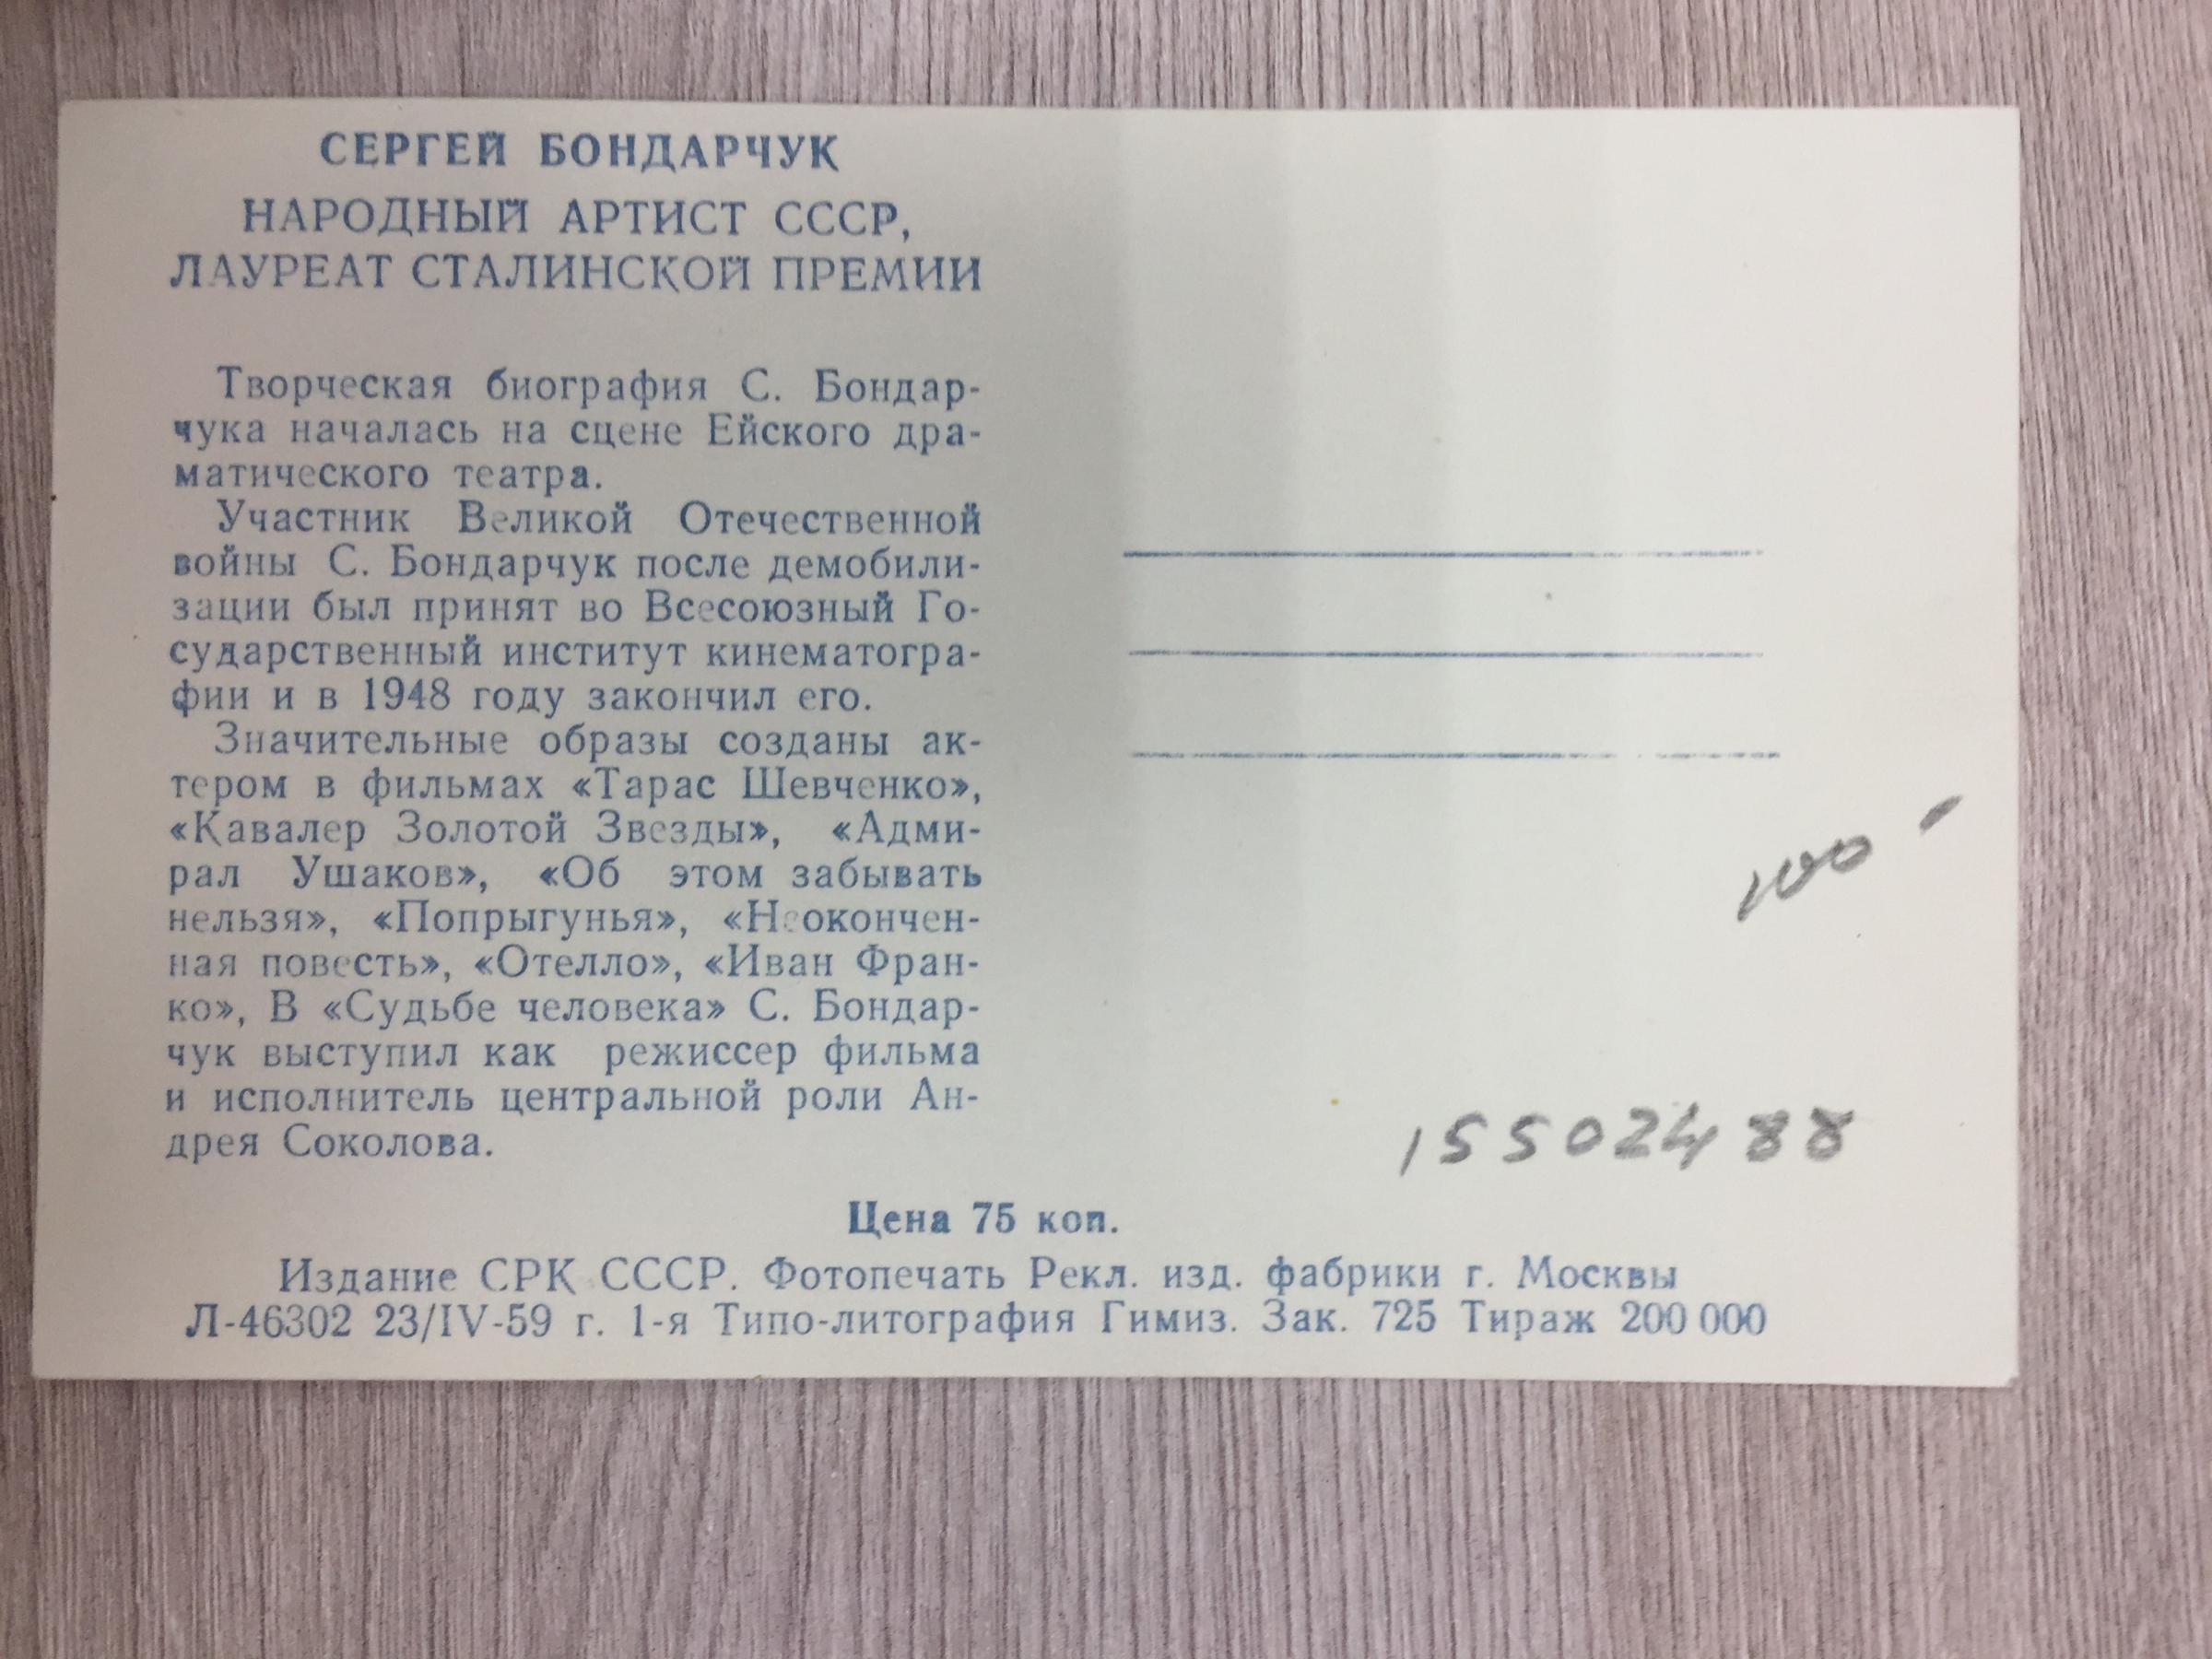 СЕРГЕЙ БОНДАРЧУК
НАРОДНЫЙ АРТИСТ СССР,
ЛАУРЕАТ СТАЛИНСКОЙ ПРЕМИИ
Творческая биография С. Бондар-
чука началась на сцене Ейского дра-
матического театра.
Участник Великой Отечественной
войны С. Бондарчук после демобили-
зации был принят во Всесоюзный Го-
сударственный институт кинематогра-
фии и в 1948 году закончил его.
Значительные образы созданы ак-
тером в фильмах «Тарас Шевченко»,
«Кавалер Золотой Звезды», «Адми-
рал Ушаков», «Об этом забывать
нельзя», «Попрыгунья», «Неокончен-
ная повесть», «Отелло», «Иван Фран-
ко», В «Судьбе человека» С. Бондар-
чук выступил как режиссер фильма
и исполнитель центральной роли Ан-
дрея Соколова.
100 -
15502488
Цена 75 коп.
Издание СРК СССР. Фотопечать Рекл. изд. фабрики г. Москвы
Л-46302 23/IV-59 г. 1-я Типо-литография Гимиз. Зак. 725 Тираж 200 000